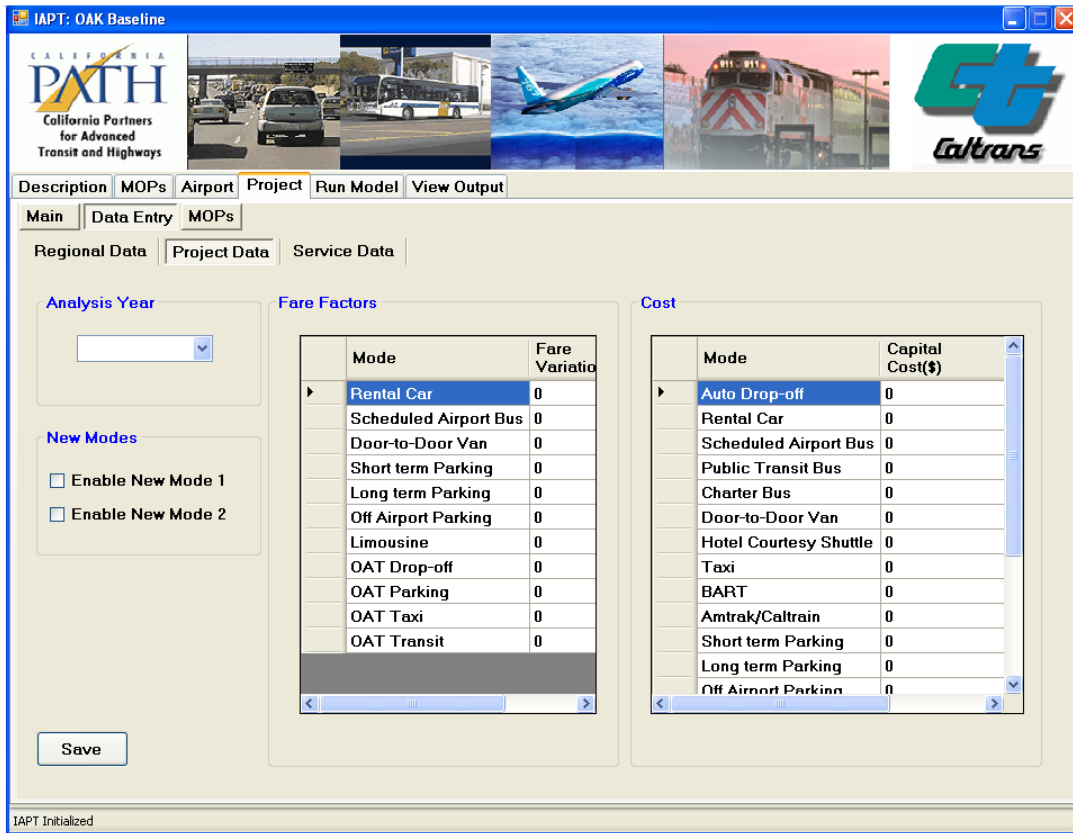 IAPT: OAK Baseline
CALIFORNIA
PATH
California Partners
for Advanced
Transit and Highways
911 911
Caltrans
Description MOPs Airport Project Run Model View Output
Main Data Entry MOPs
Regional Data Project Data Service Data
Analysis Year
New Modes
Enable New Mode 1
Enable New Mode 2
Save
Fare Factors
Mode Fare
Variatio
Rental Car 0
Scheduled Airport Bus 0
Door-to-Door Van 0
Short term Parking 0
Long term Parking 0
Off Airport Parking 0
Limousine 0
OAT Drop-off 0
OAT Parking 0
OAT Taxi 0
OAT Transit 0
Cost
Mode Capital
Cost($)
Auto Drop-off 0
Rental Car 0
Scheduled Airport Bus 0
Public Transit Bus 0
Charter Bus 0
Door-to-Door Van 0
Hotel Courtesy Shuttle 0
Taxi 0
BART 0
Amtrak/Caltrain 0
Short term Parking 0
Long term Parking 0
Off Airport Parking 0
IAPT Initialized